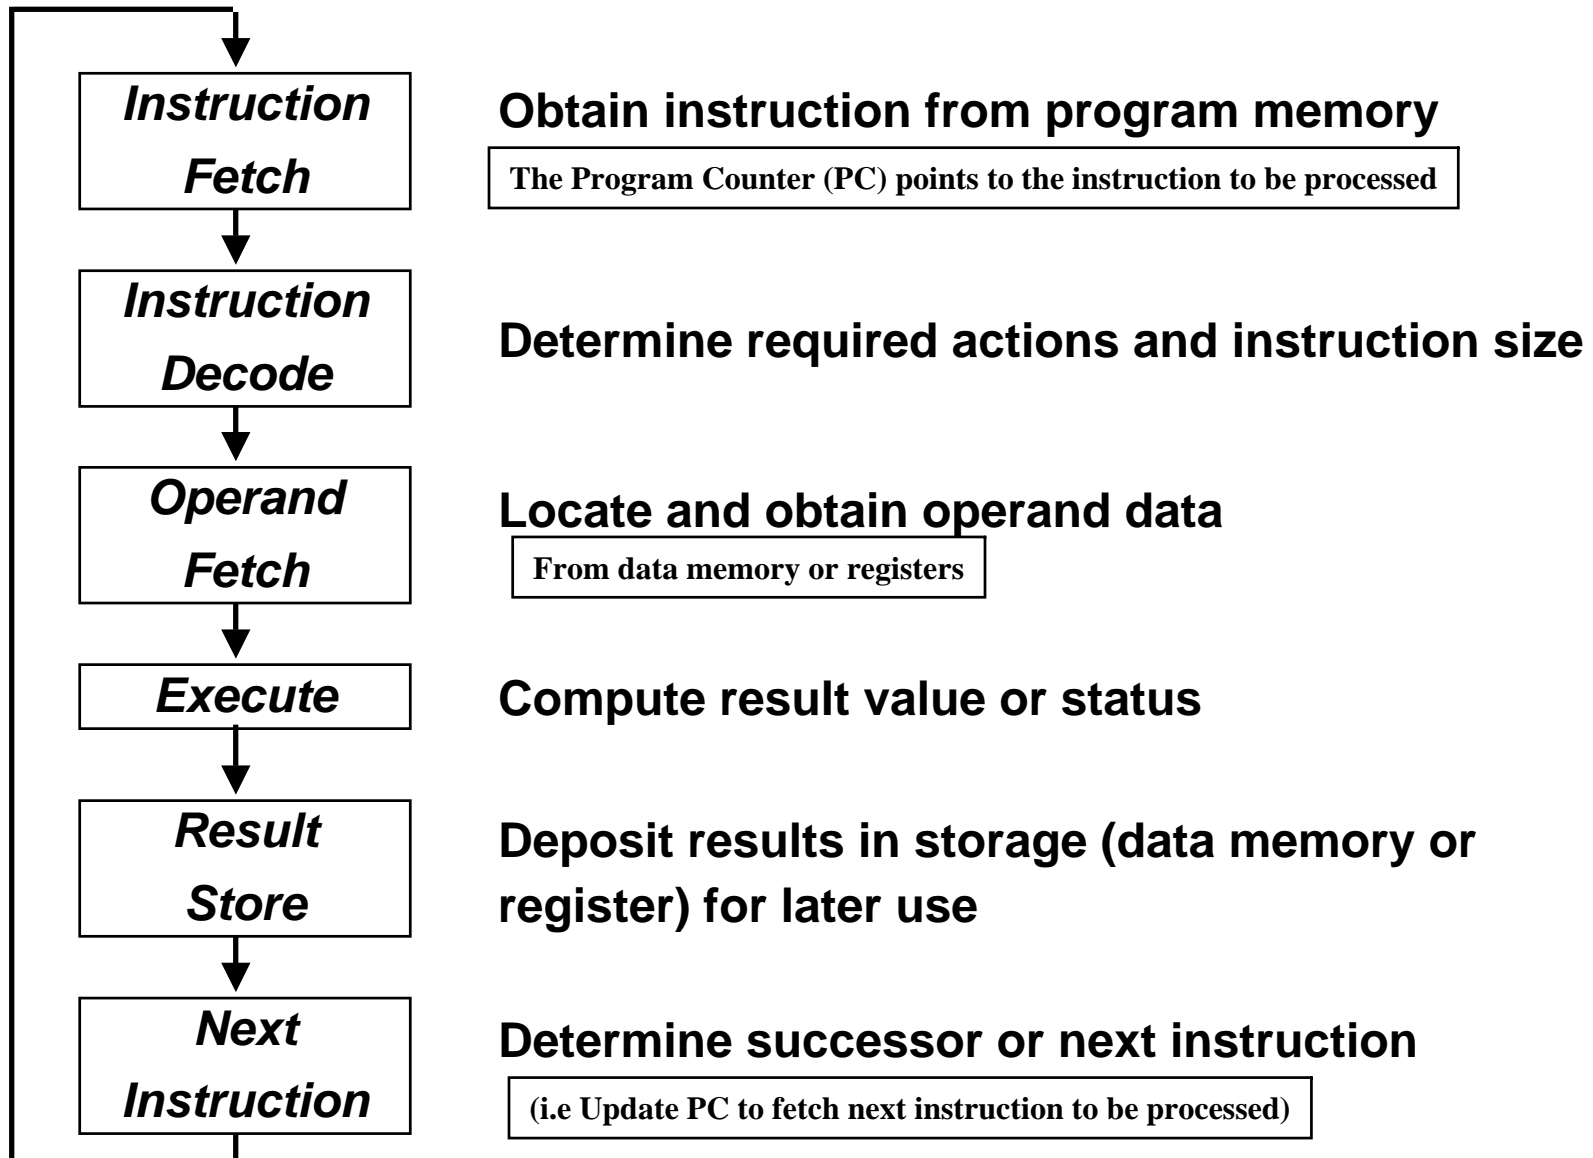 Instruction
Fetch
Obtain instruction from program memory
The Program Counter (PC) points to the instruction to be processed
Instruction
Decode
Determine required actions and instruction size
Operand
Fetch
Locate and obtain operand data
From data memory or registers
Execute
Compute result value or status
Result
Store
Deposit results in storage (data memory or
register) for later use
Next
Instruction
Determine successor or next instruction
(i.e Update PC to fetch next instruction to be processed)